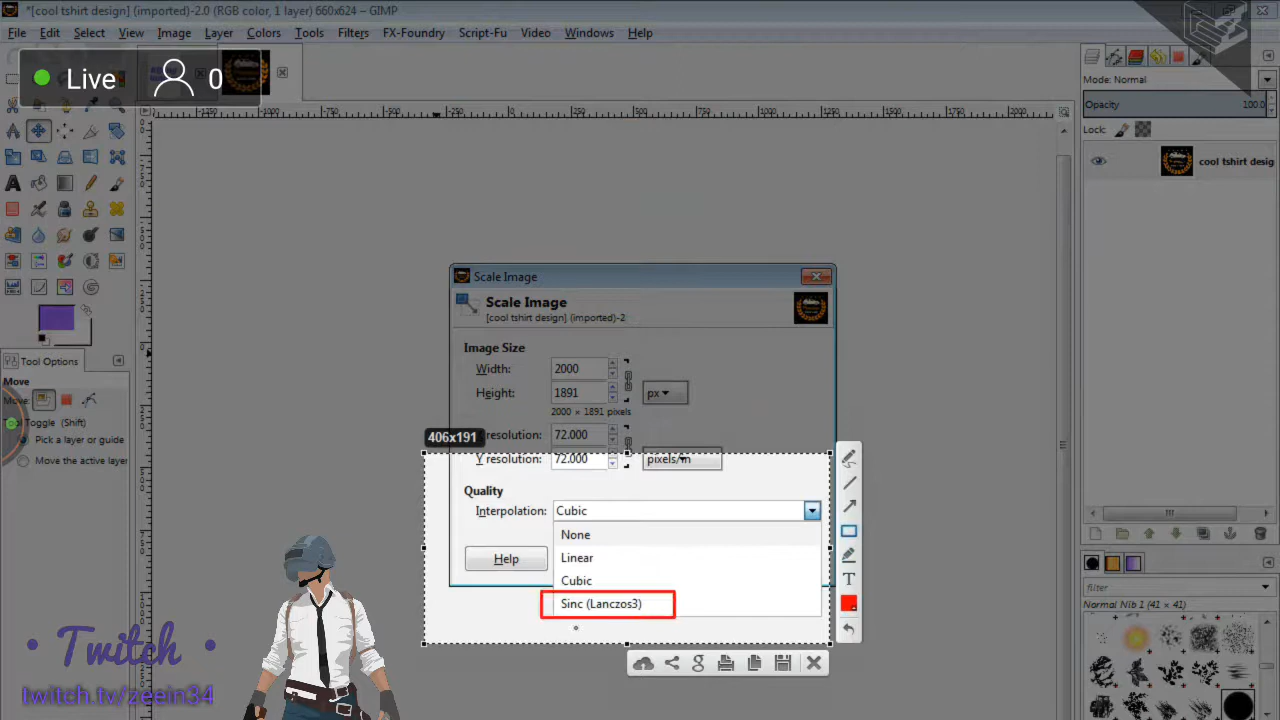 *[cool tshirt design] (imported)-2.0 (RGB color, 1 layer) 660x624 – GIMP
File Edit Select View Image Layer Colors Tools Filters FX-Foundry Script-Fu Video Windows Help
Live 0
Mode: Normal
Opacity 100.0
Lock:
cool tshirt desig
Scale Image
Scale Image
[cool tshirt design] (imported)-2
Image Size
Width: 2000
Height: 1891 px
2000 × 1891 pixels
406x191
resolution: 72.000
Y resolution: 72.000 pixels/in
Quality
Interpolation: Cubic
None
Linear
Cubic
Sinc (Lanczos3)
Help
Tool Options
Move
Move:
Tool Toggle (Shift)
Pick a layer or guide
Move the active layer
filter
Normal Nib 1 (41 × 41)
Twitch
twitch.tv/zeein34